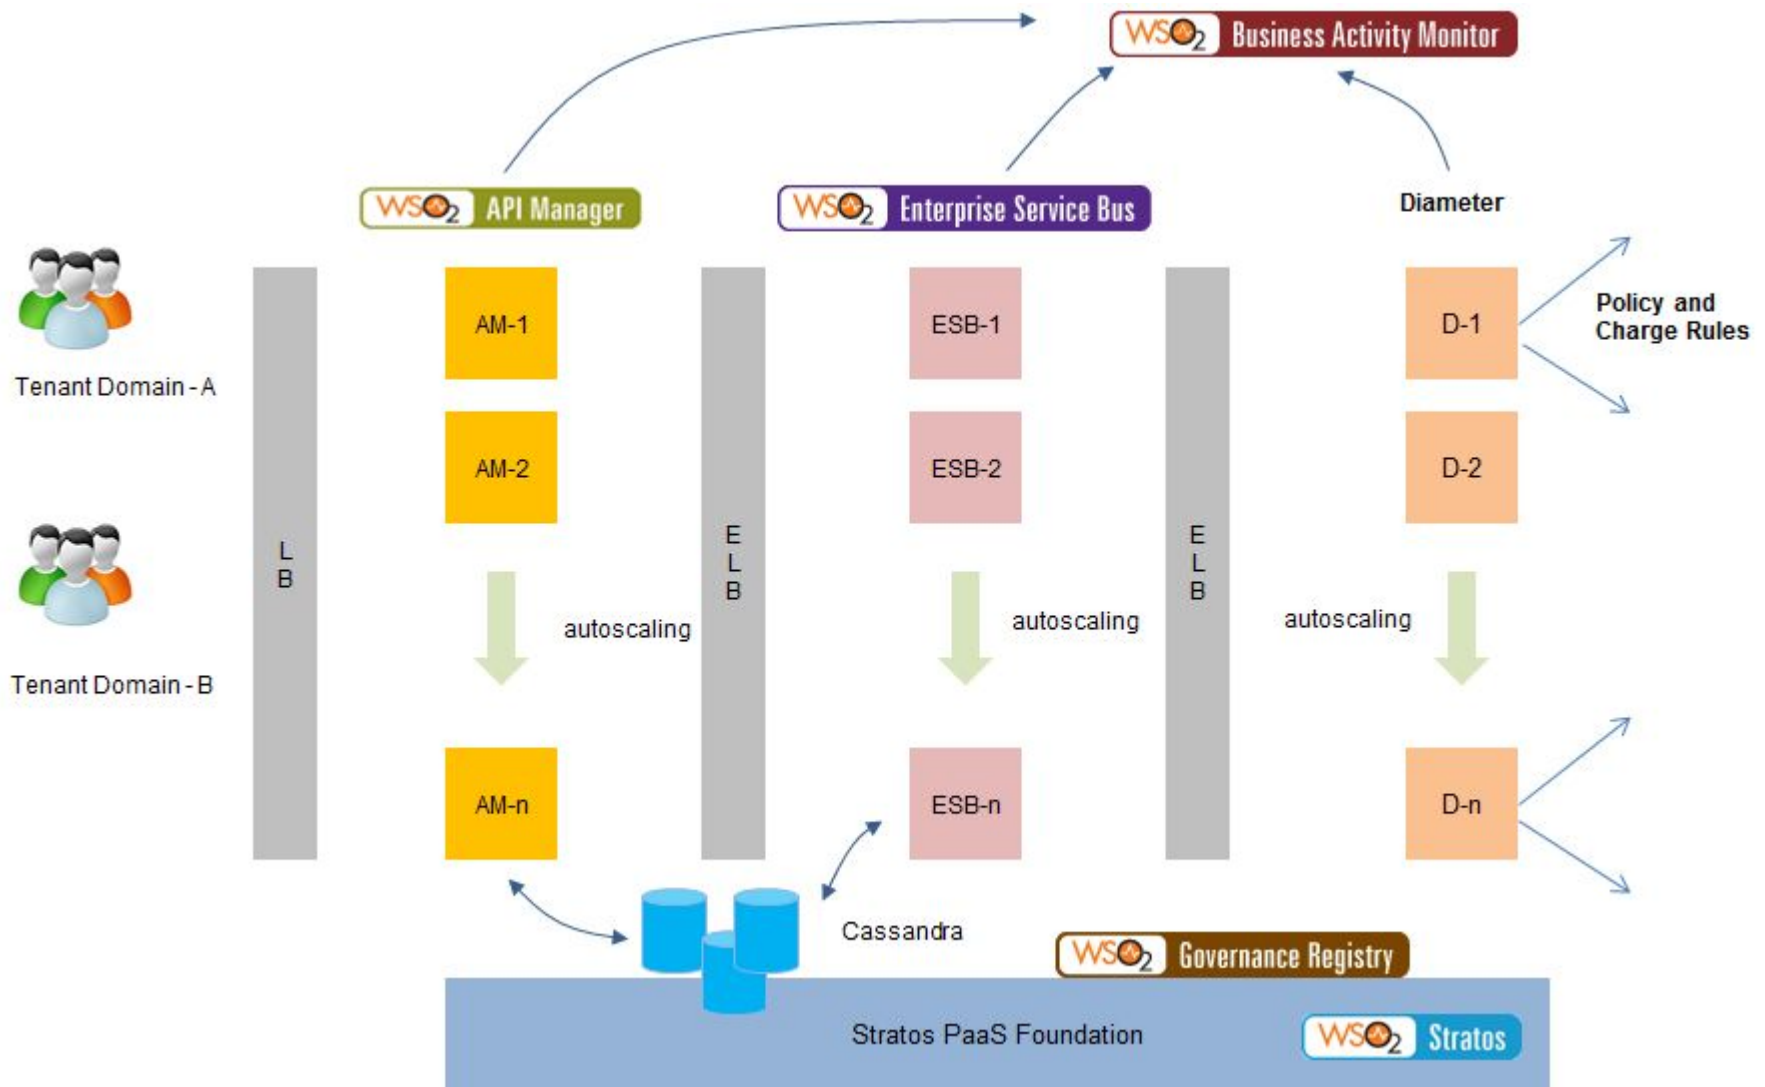 WSO2 Business Activity Monitor
WSO2 API Manager
WSO2 Enterprise Service Bus
Diameter
Tenant Domain - A
AM-1
ESB-1
D-1
Policy and
Charge Rules
AM-2
ESB-2
D-2
Tenant Domain - B
L
B
E
L
B
E
L
B
autoscaling
autoscaling
autoscaling
AM-n
ESB-n
D-n
Cassandra
WSO2 Governance Registry
Stratos PaaS Foundation
WSO2 Stratos